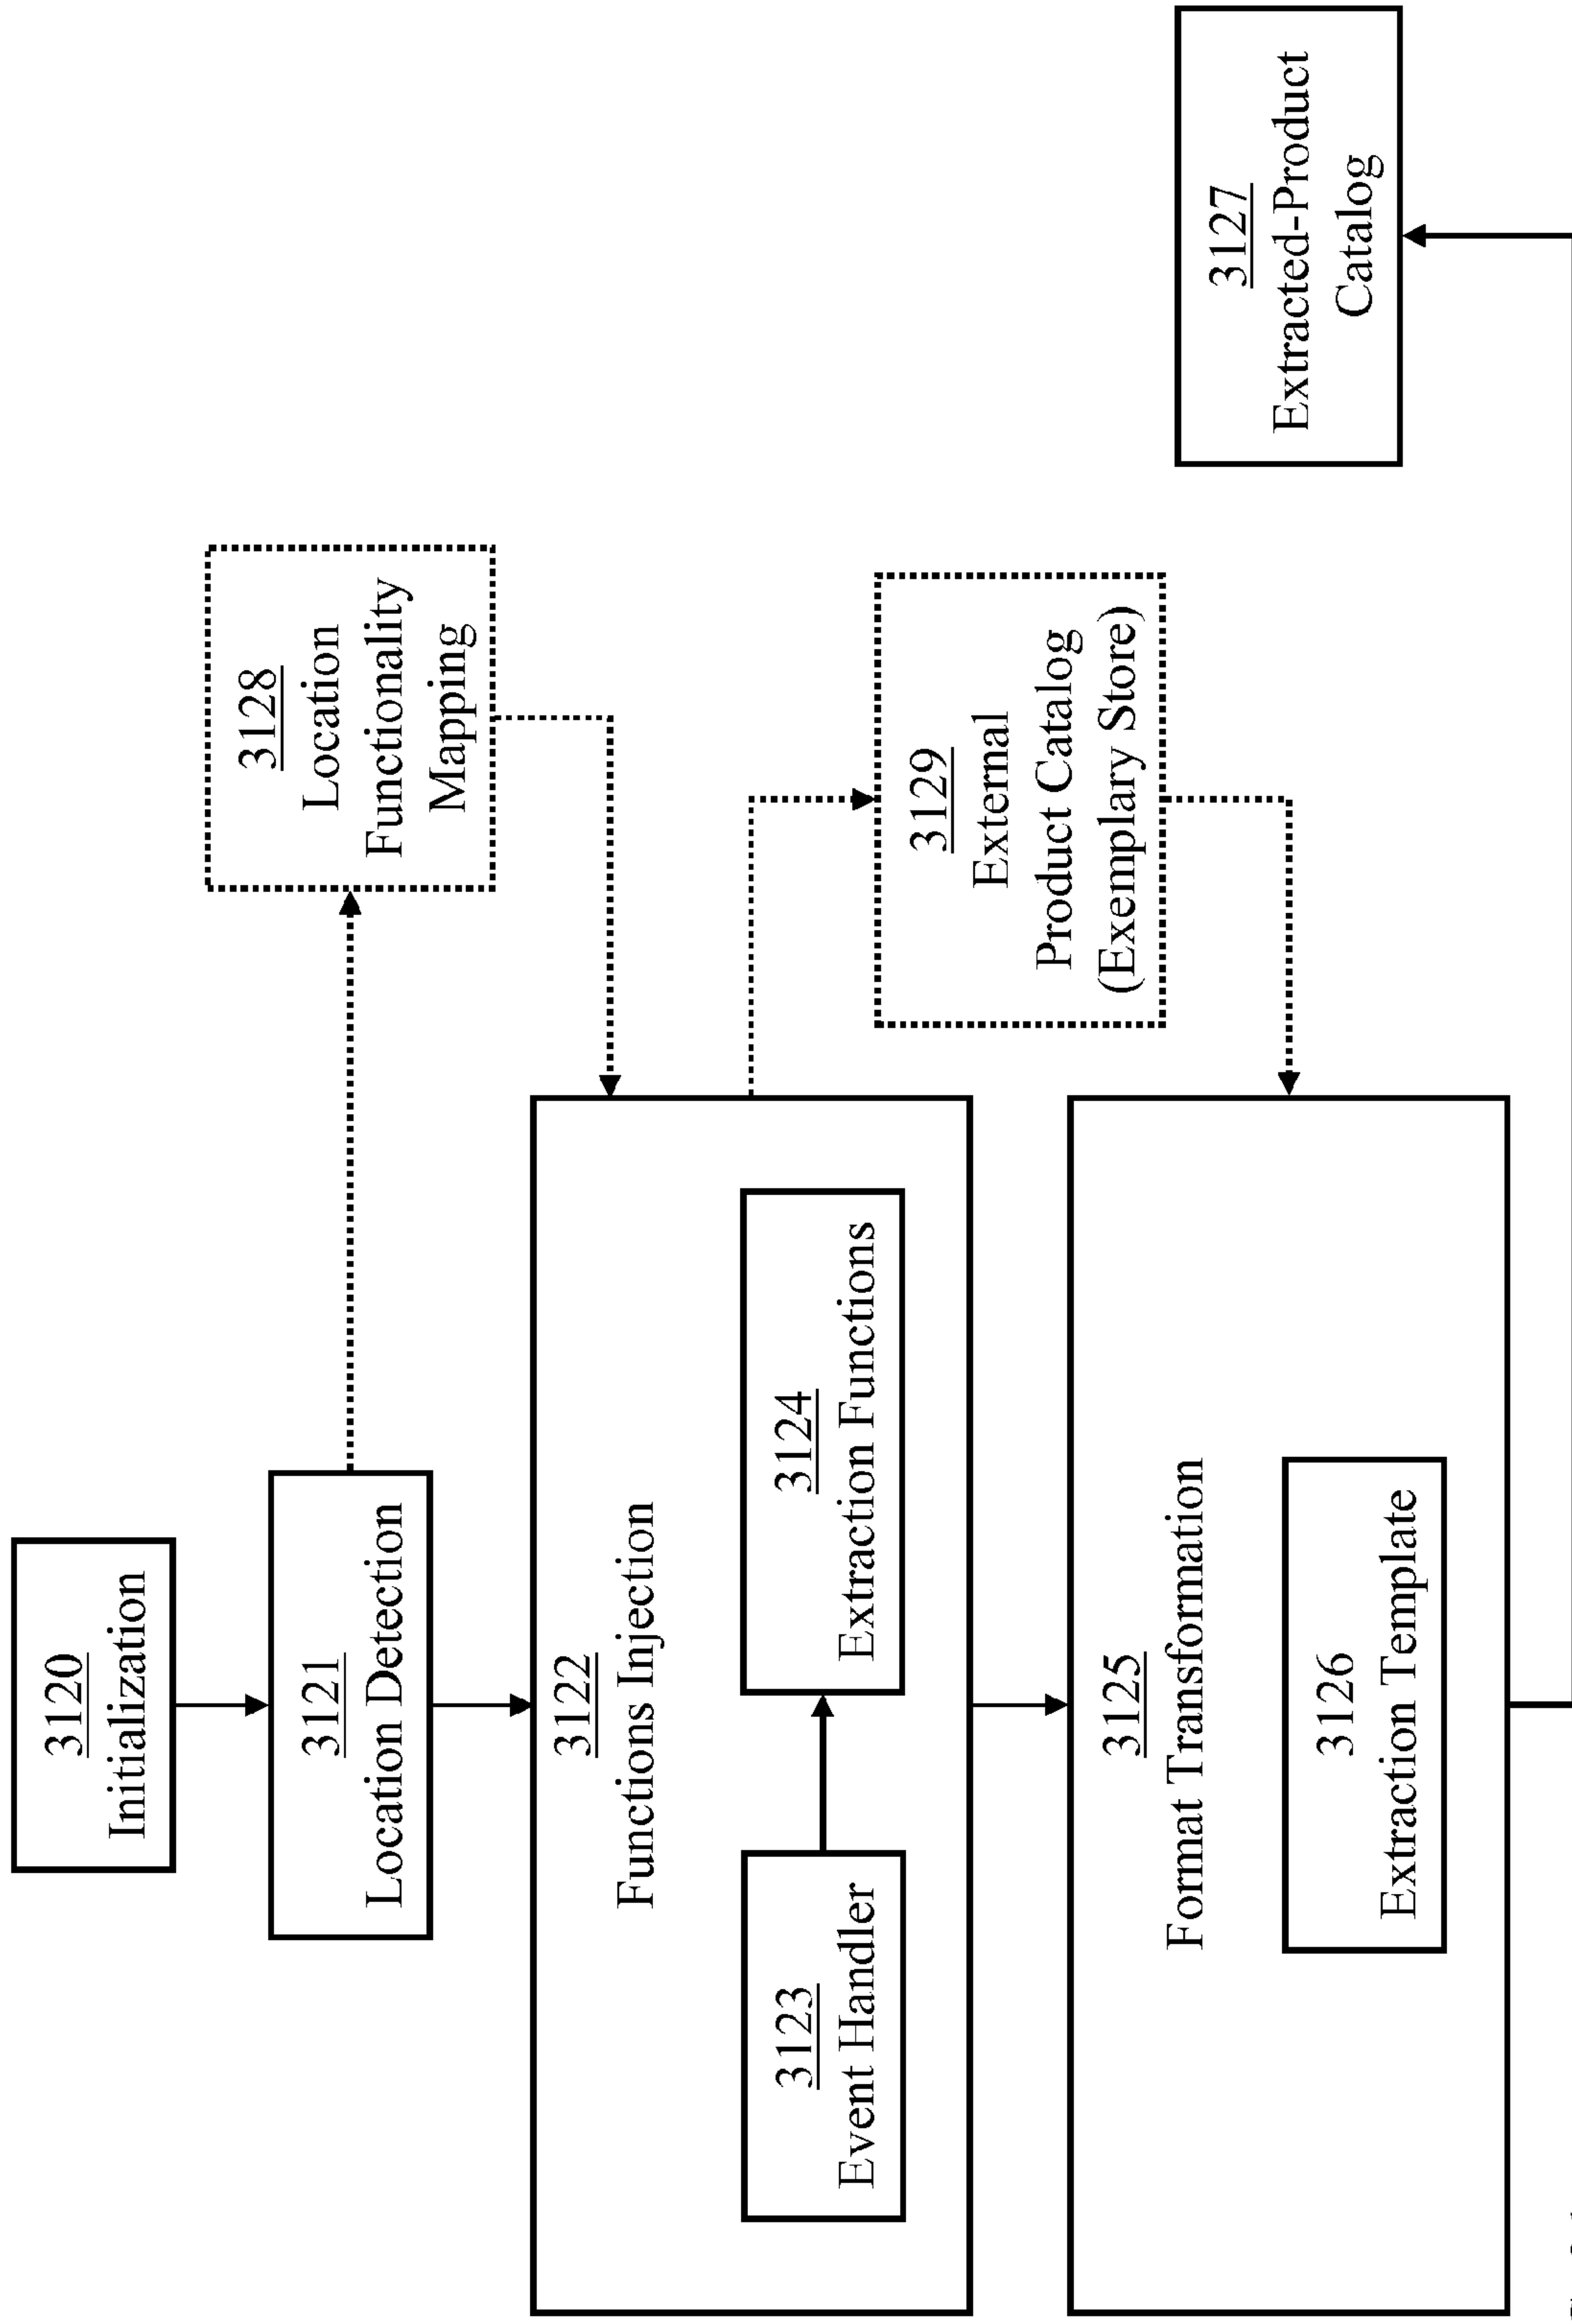 3120
Initialization
3121
Location Detection
3128
Location
Functionality
Mapping
3122
Functions Injection
3123
Event Handler
3124
Extraction Functions
3129
External
Product Catalog
(Exemplary Store)
3125
Format Transformation
3126
Extraction Template
3127
Extracted-Product
Catalog